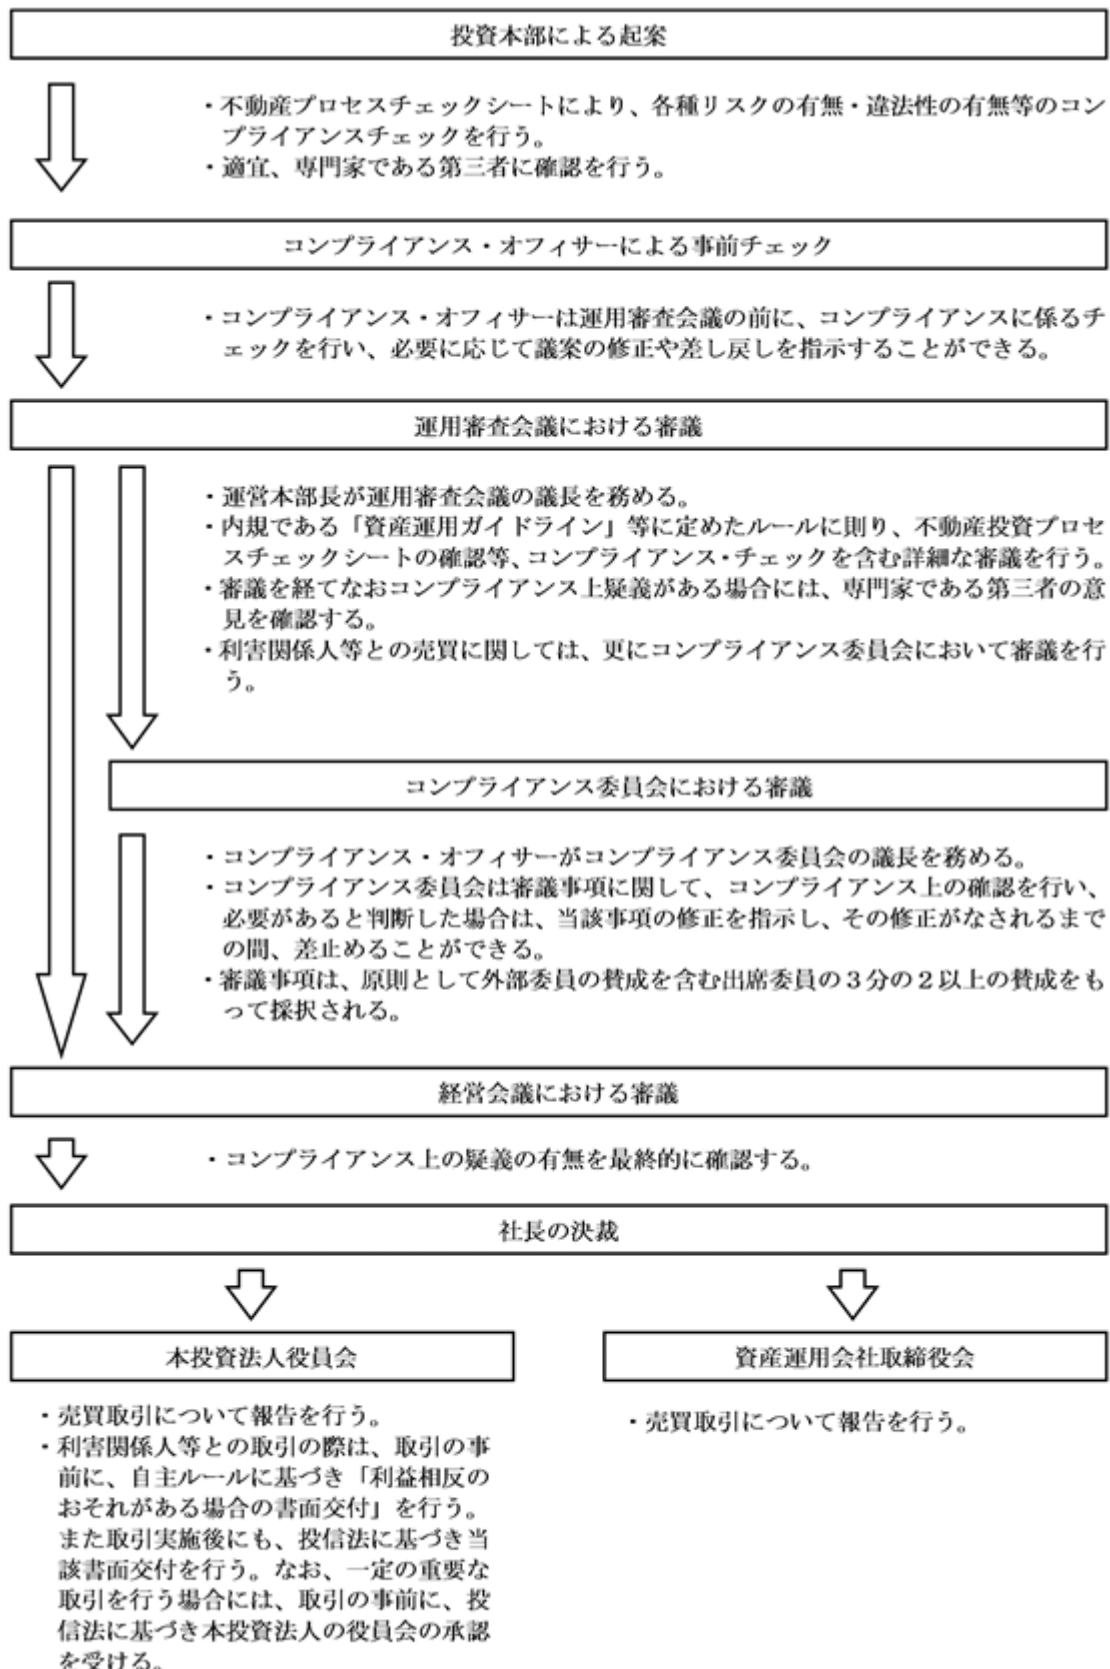 投資本部による起案
・不動産プロセスチェックシートにより、各種リスクの有無・違法性の有無等のコン
プライアンスチェックを行う。
・適宜、専門家である第三者に確認を行う。
コンプライアンス・オフィサーによる事前チェック
・コンプライアンス・オフィサーは運用審査会議の前に、コンプライアンスに係るチ
ェックを行い、必要に応じて議案の修正や差し戻しを指示することができる。
運用審査会議における審議
・運営本部長が運用審査会議の議長を務める。
・内規である「資産運用ガイドライン」等に定めたルールに則り、不動産投資プロセ
スチェックシートの確認等、コンプライアンス・チェックを含む詳細な審議を行う。
・審議を経てなおコンプライアンス上疑義がある場合には、専門家である第三者の意
見を確認する。
・利害関係人等との売買に関しては、更にコンプライアンス委員会において審議を行
う。
コンプライアンス委員会における審議
・コンプライアンス・オフィサーがコンプライアンス委員会の議長を務める。
・コンプライアンス委員会は審議事項に関して、コンプライアンス上の確認を行い、
必要があると判断した場合は、当該事項の修正を指示し、その修正がなされるまで
の間、差止めることができる。
・審議事項は、原則として外部委員の賛成を含む出席委員の３分の２以上の賛成をも
って採択される。
経営会議における審議
・コンプライアンス上の疑義の有無を最終的に確認する。
社長の決裁
本投資法人役員会
・売買取引について報告を行う。
・利害関係人等との取引の際は、取引の事
前に、自主ルールに基づき「利益相反の
おそれがある場合の書面交付」を行う。
また取引実施後にも、投信法に基づき当
該書面交付を行う。なお、一定の重要な
取引を行う場合には、取引の事前に、投
信法に基づき本投資法人の役員会の承認
を受ける。
資産運用会社取締役会
・売買取引について報告を行う。